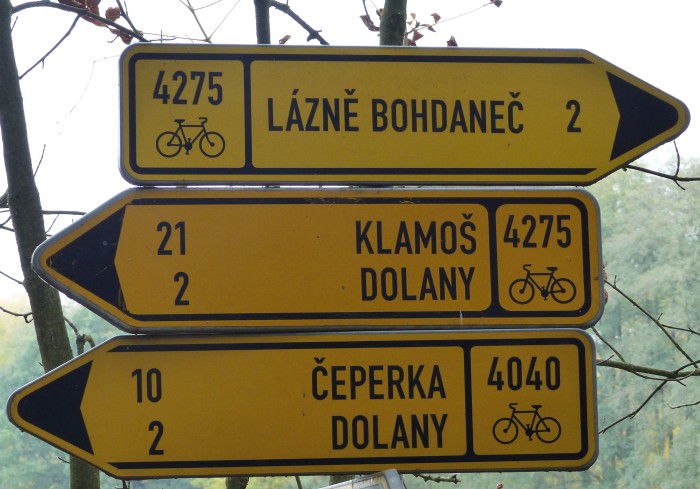 4275 LÁZNĚ BOHDANEČ 2
21 KLAMOŠ 4275
2 DOLANY
10 ČEPERKA 4040
2 DOLANY